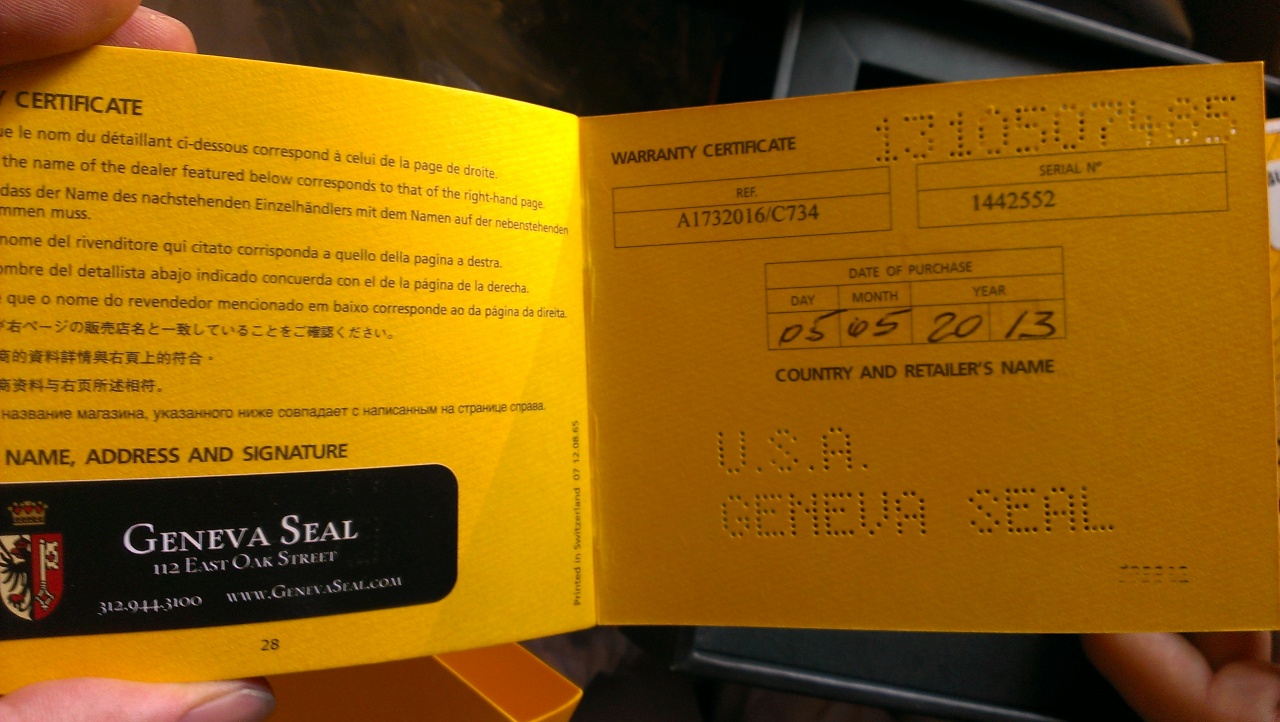 CERTIFICATE
ue le nom du détaillant ci-dessous correspond à celui de la page de droite.
the name of the dealer featured below corresponds to that of the right-hand page.
dass der Name des nachstehenden Einzelhändlers mit dem Namen auf der nebenstehenden
mmen muss.
nome del rivenditore qui citato corrisponda a quello della pagina a destra.
ombre del detallista abajo indicado concuerda con el de la página de la derecha.
que o nome do revendedor mencionado em baixo corresponde ao da página da direita.
が右ページの販売店名と一致していることをご確認ください。
商的資料詳情與右頁上的符合。
商资料与右页所述相符。
название магазина, указанного ниже совпадает с написанным на странице справа.
NAME, ADDRESS AND SIGNATURE
GENEVA SEAL
112 EAST OAK STREET
312.944.3100 WWW.GENEVASEAL.COM
28
Printed in Switzerland 07 12.08.65
1310507485
WARRANTY CERTIFICATE
REF.
A1732016/C734
SERIAL Nº
1442552
DATE OF PURCHASE
DAY MONTH YEAR
05 05 20 13
COUNTRY AND RETAILER'S NAME
U.S.A.
GENEVA SEAL